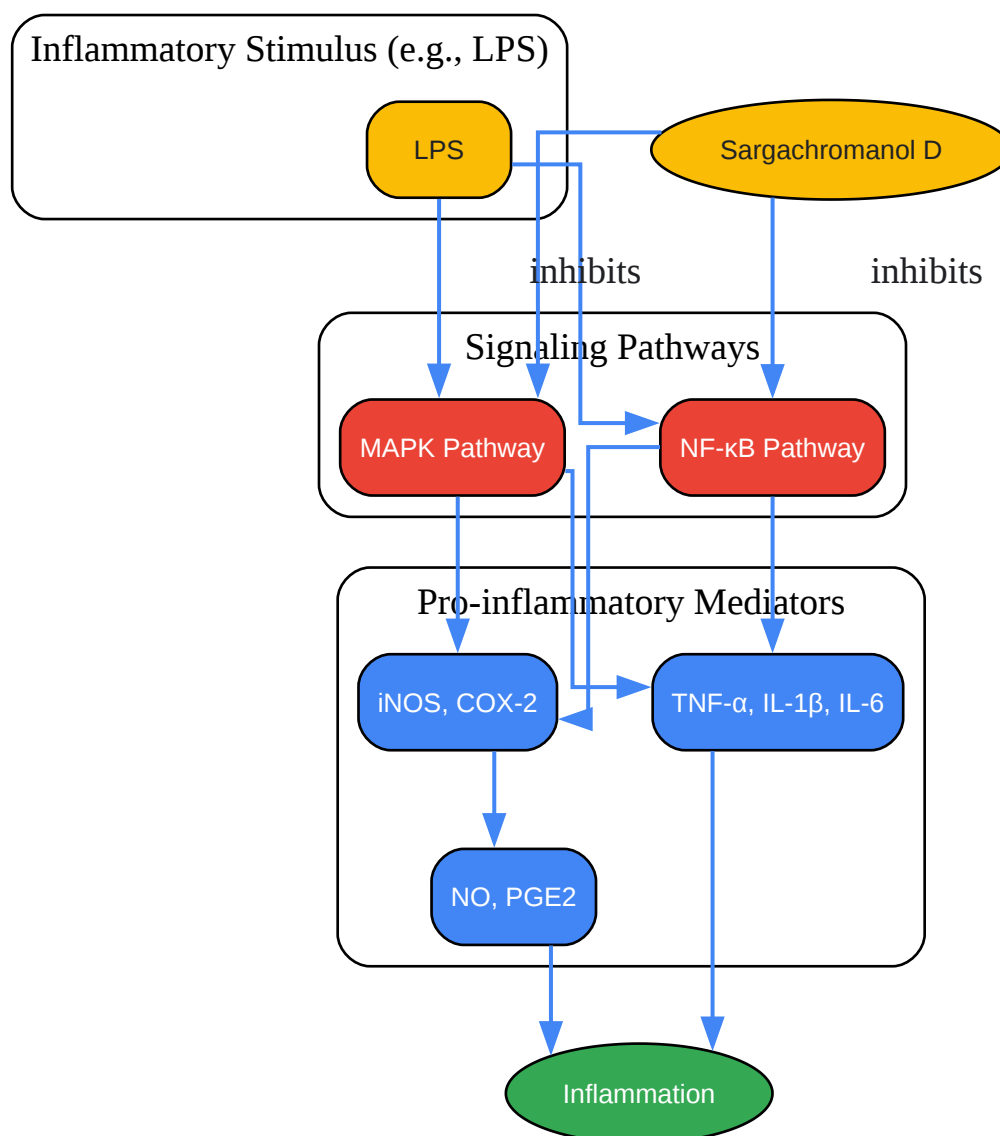 Inflammatory Stimulus (e.g., LPS)
LPS
Sargachromanol D
inhibits
inhibits
Signaling Pathways
MAPK Pathway
NF-κB Pathway
Pro-inflammatory Mediators
iNOS, COX-2
TNF-α, IL-1β, IL-6
NO, PGE2
Inflammation